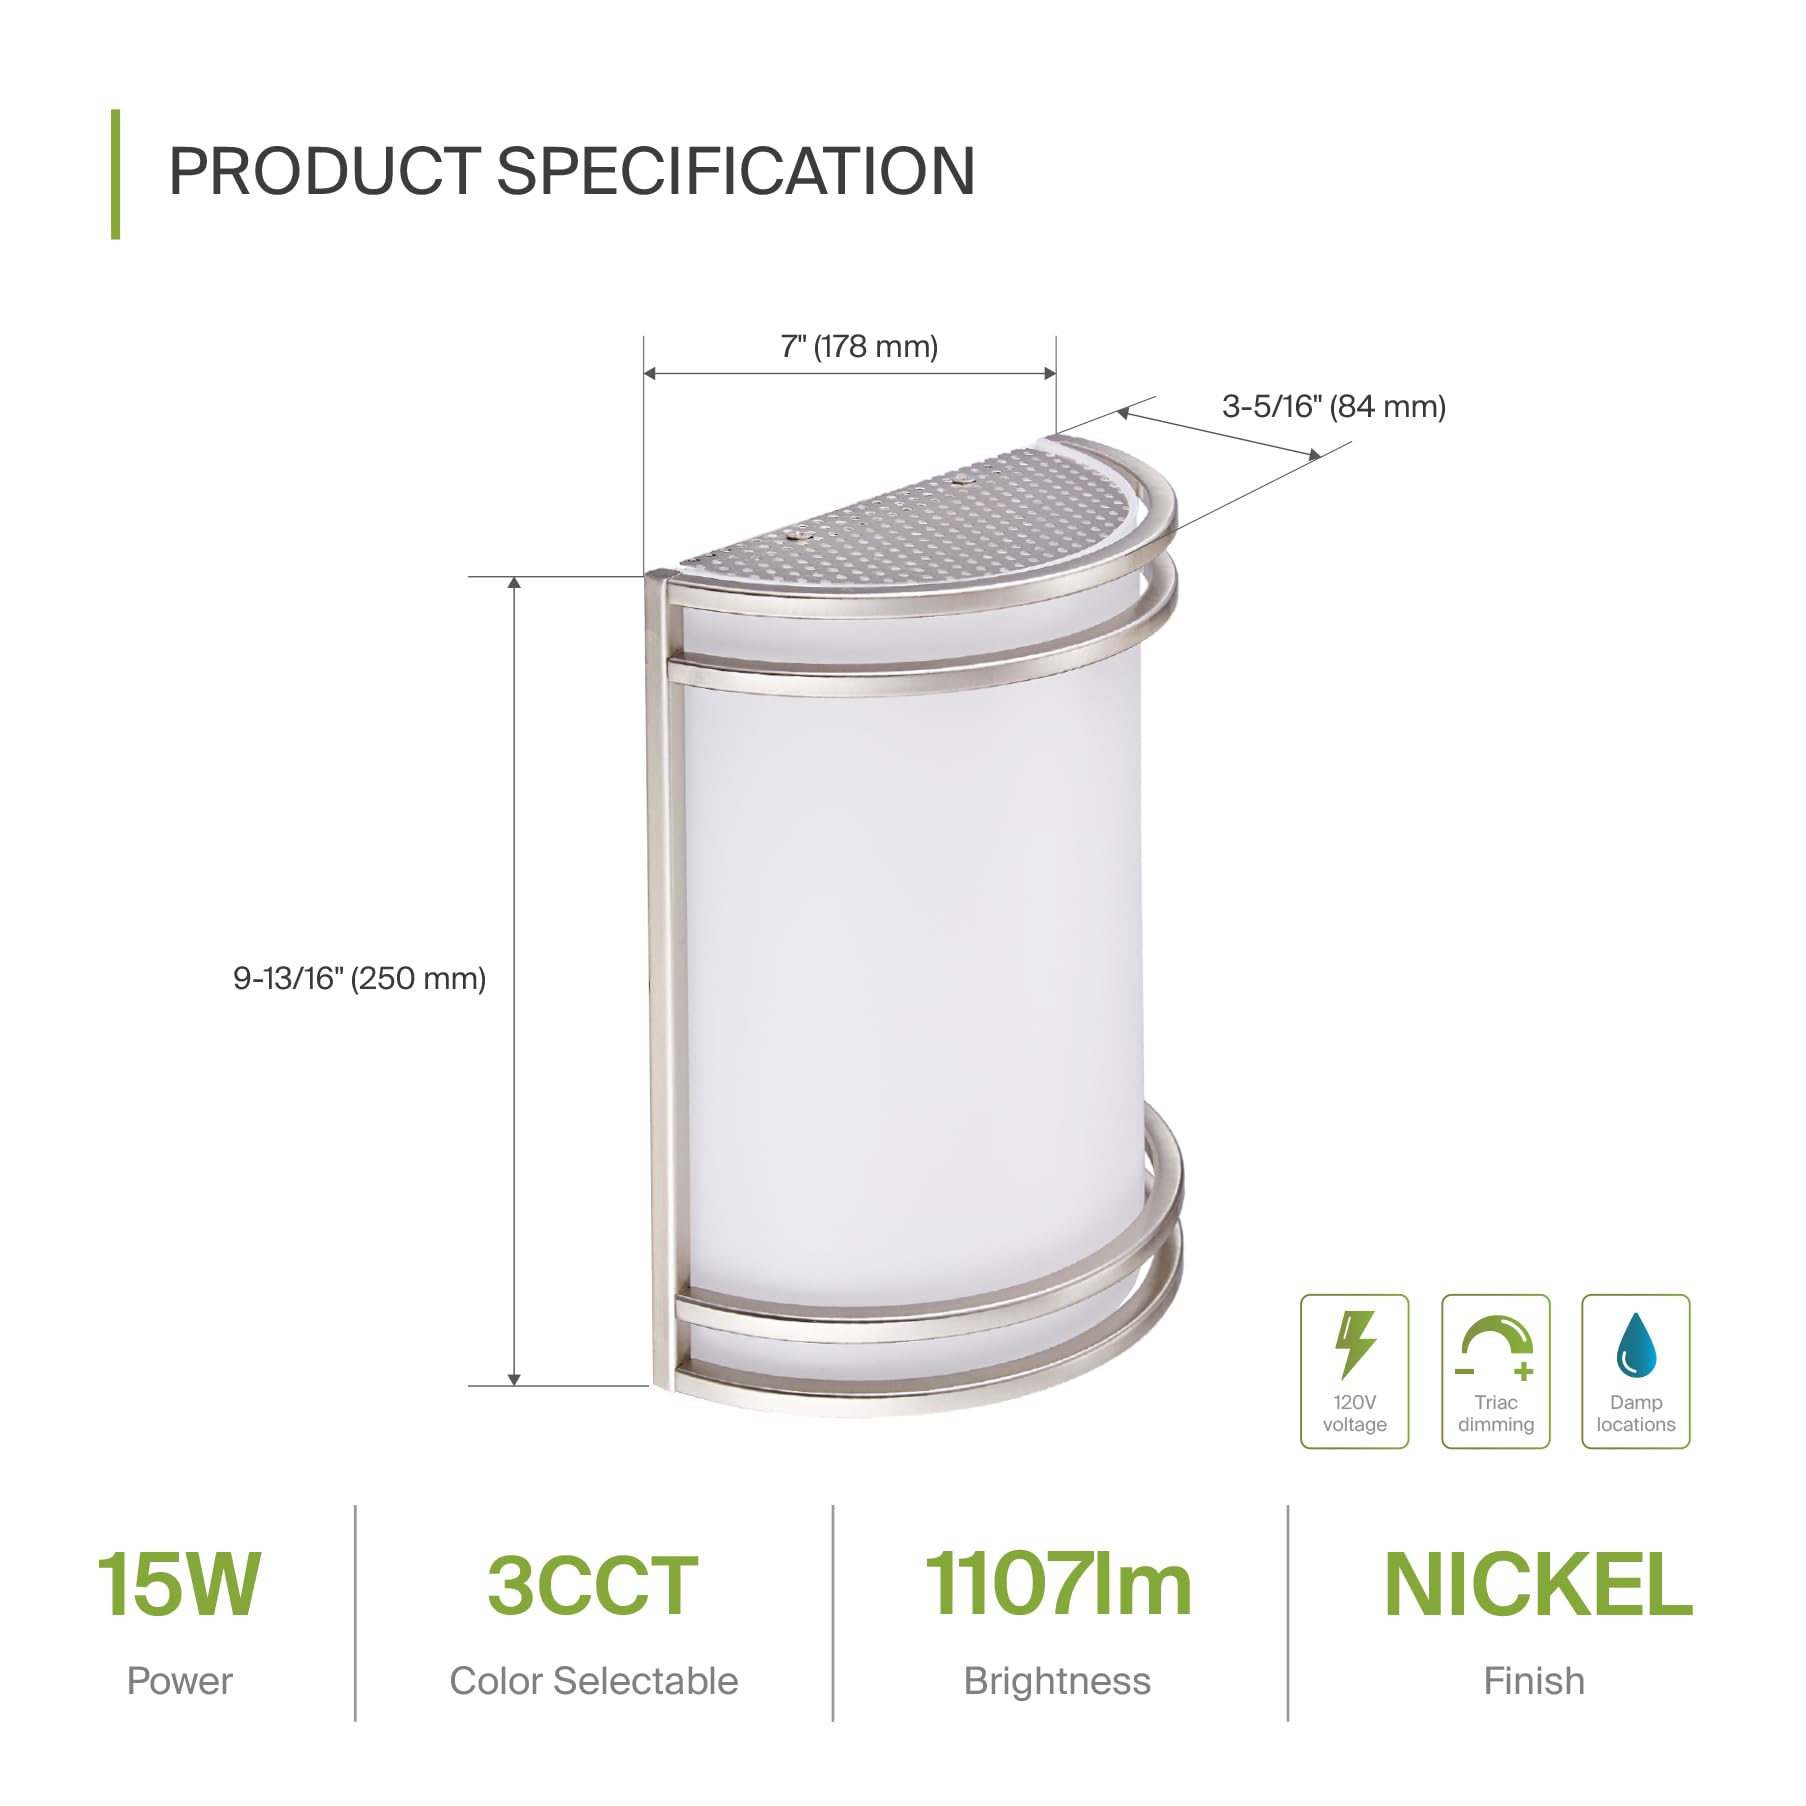 PRODUCT SPECIFICATION
7" (178 mm)
3-5/16" (84 mm)
9-13/16" (250 mm)
120V
voltage
Triac
dimming
Damp
locations
15W
Power
3CCT
Color Selectable
1107lm
Brightness
NICKEL
Finish